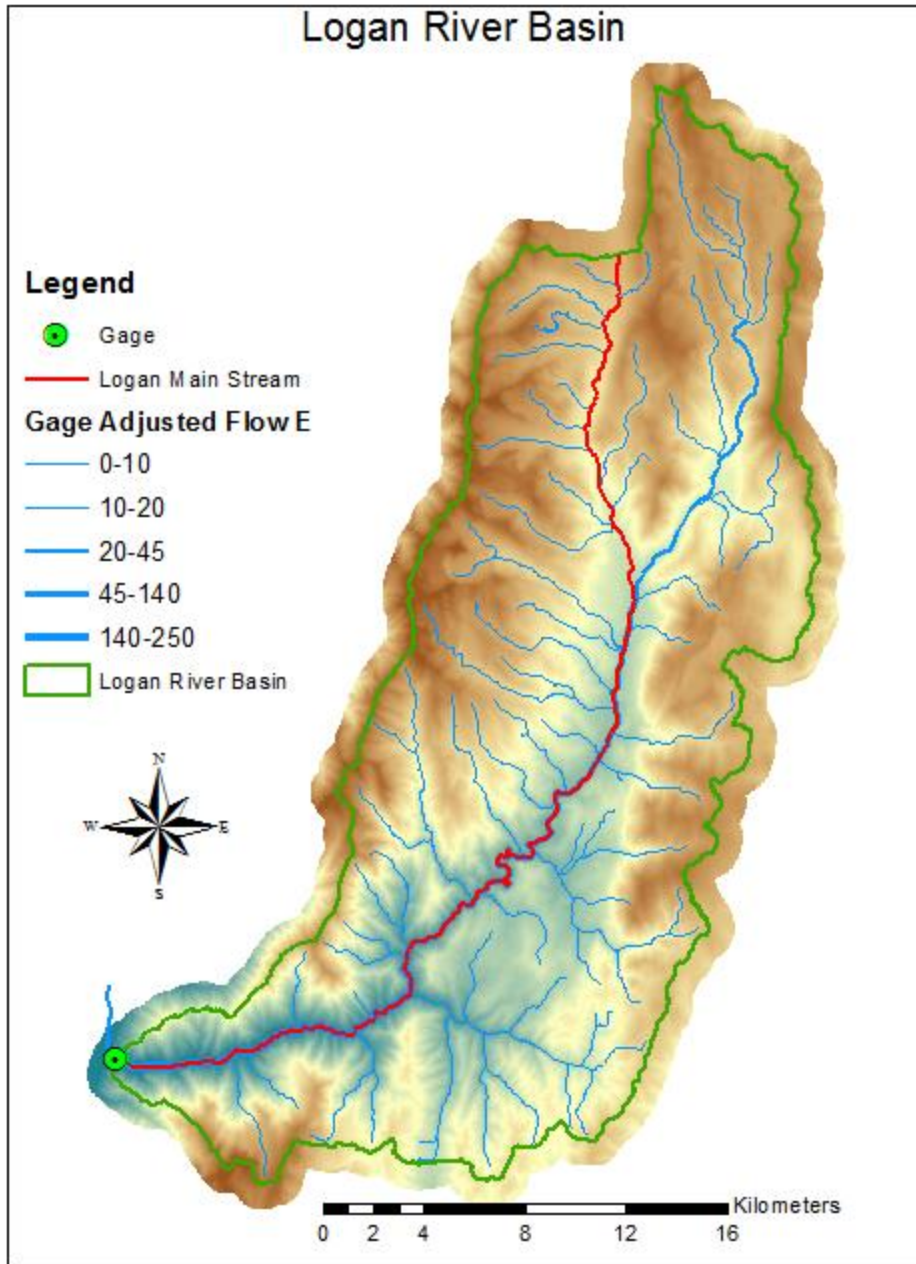 Logan River Basin
Legend
Gage
Logan Main Stream
Gage Adjusted Flow E
0-10
10-20
20-45
45-140
140-250
Logan River Basin
N
W E
S
Kilometers
0 2 4 8 12 16